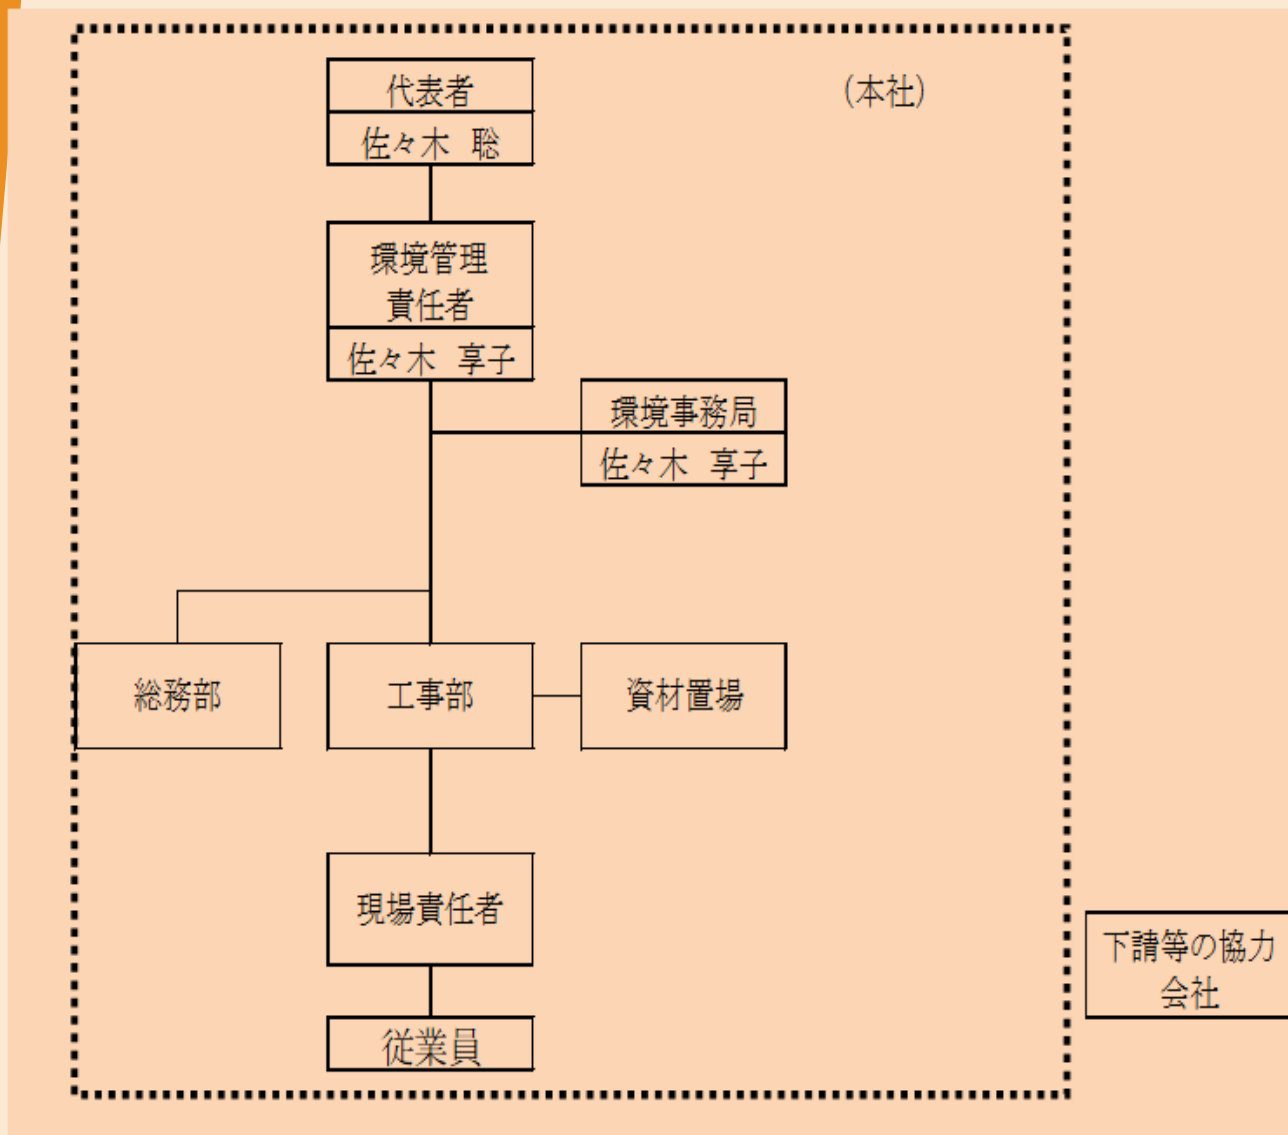 代表者
(本社)
佐々木 聡
環境管理
責任者
佐々木 享子
環境事務局
佐々木 享子
総務部
工事部
資材置場
現場責任者
下請等の協力
会社
従業員